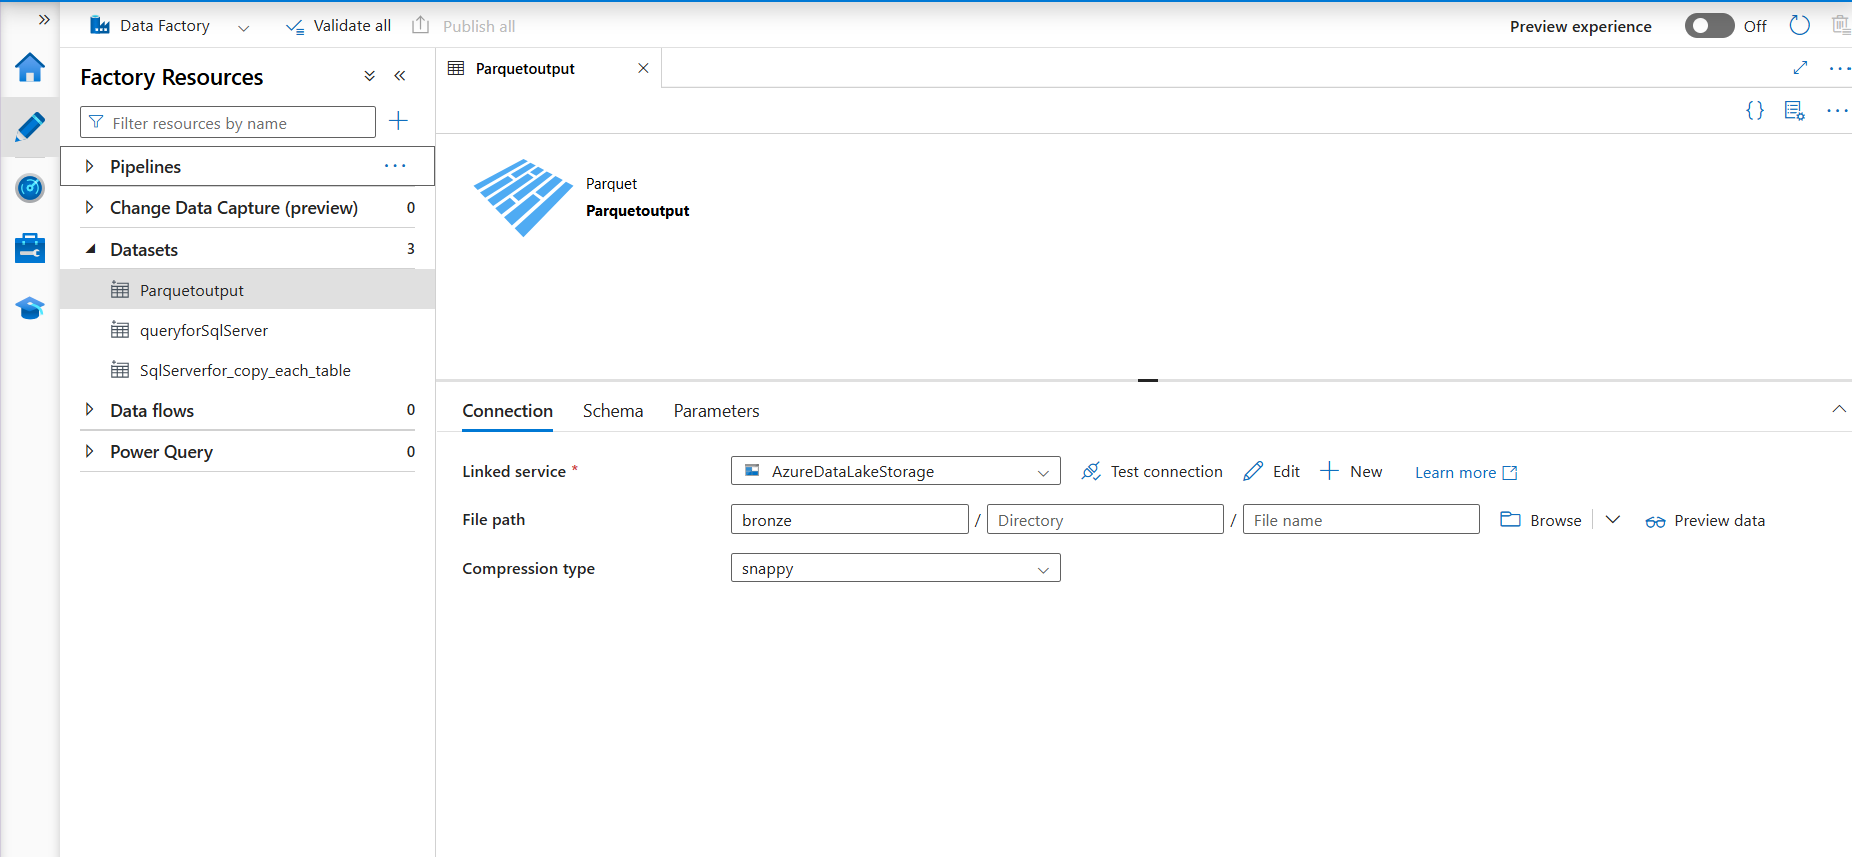 Data Factory
Validate all
Publish all
Preview experience
Off
Factory Resources
Filter resources by name
Pipelines
Change Data Capture (preview) 0
Datasets 3
Parquetoutput
queryforSqlServer
SqlServerfor_copy_each_table
Data flows 0
Power Query 0
Parquetoutput
Parquet
Parquetoutput
Connection Schema Parameters
Linked service * AzureDataLakeStorage Test connection Edit New Learn more
File path bronze / Directory / File name Browse Preview data
Compression type snappy